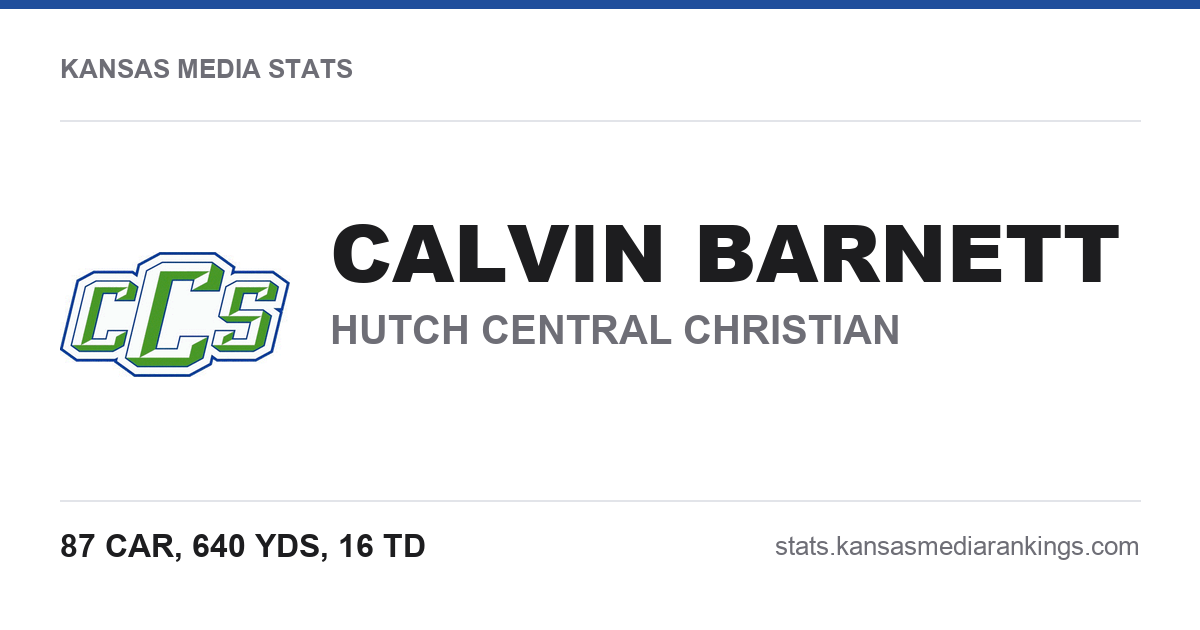 KANSAS MEDIA STATS
CCS
CALVIN BARNETT
HUTCH CENTRAL CHRISTIAN
87 CAR, 640 YDS, 16 TD
stats.kansasmediarankings.com